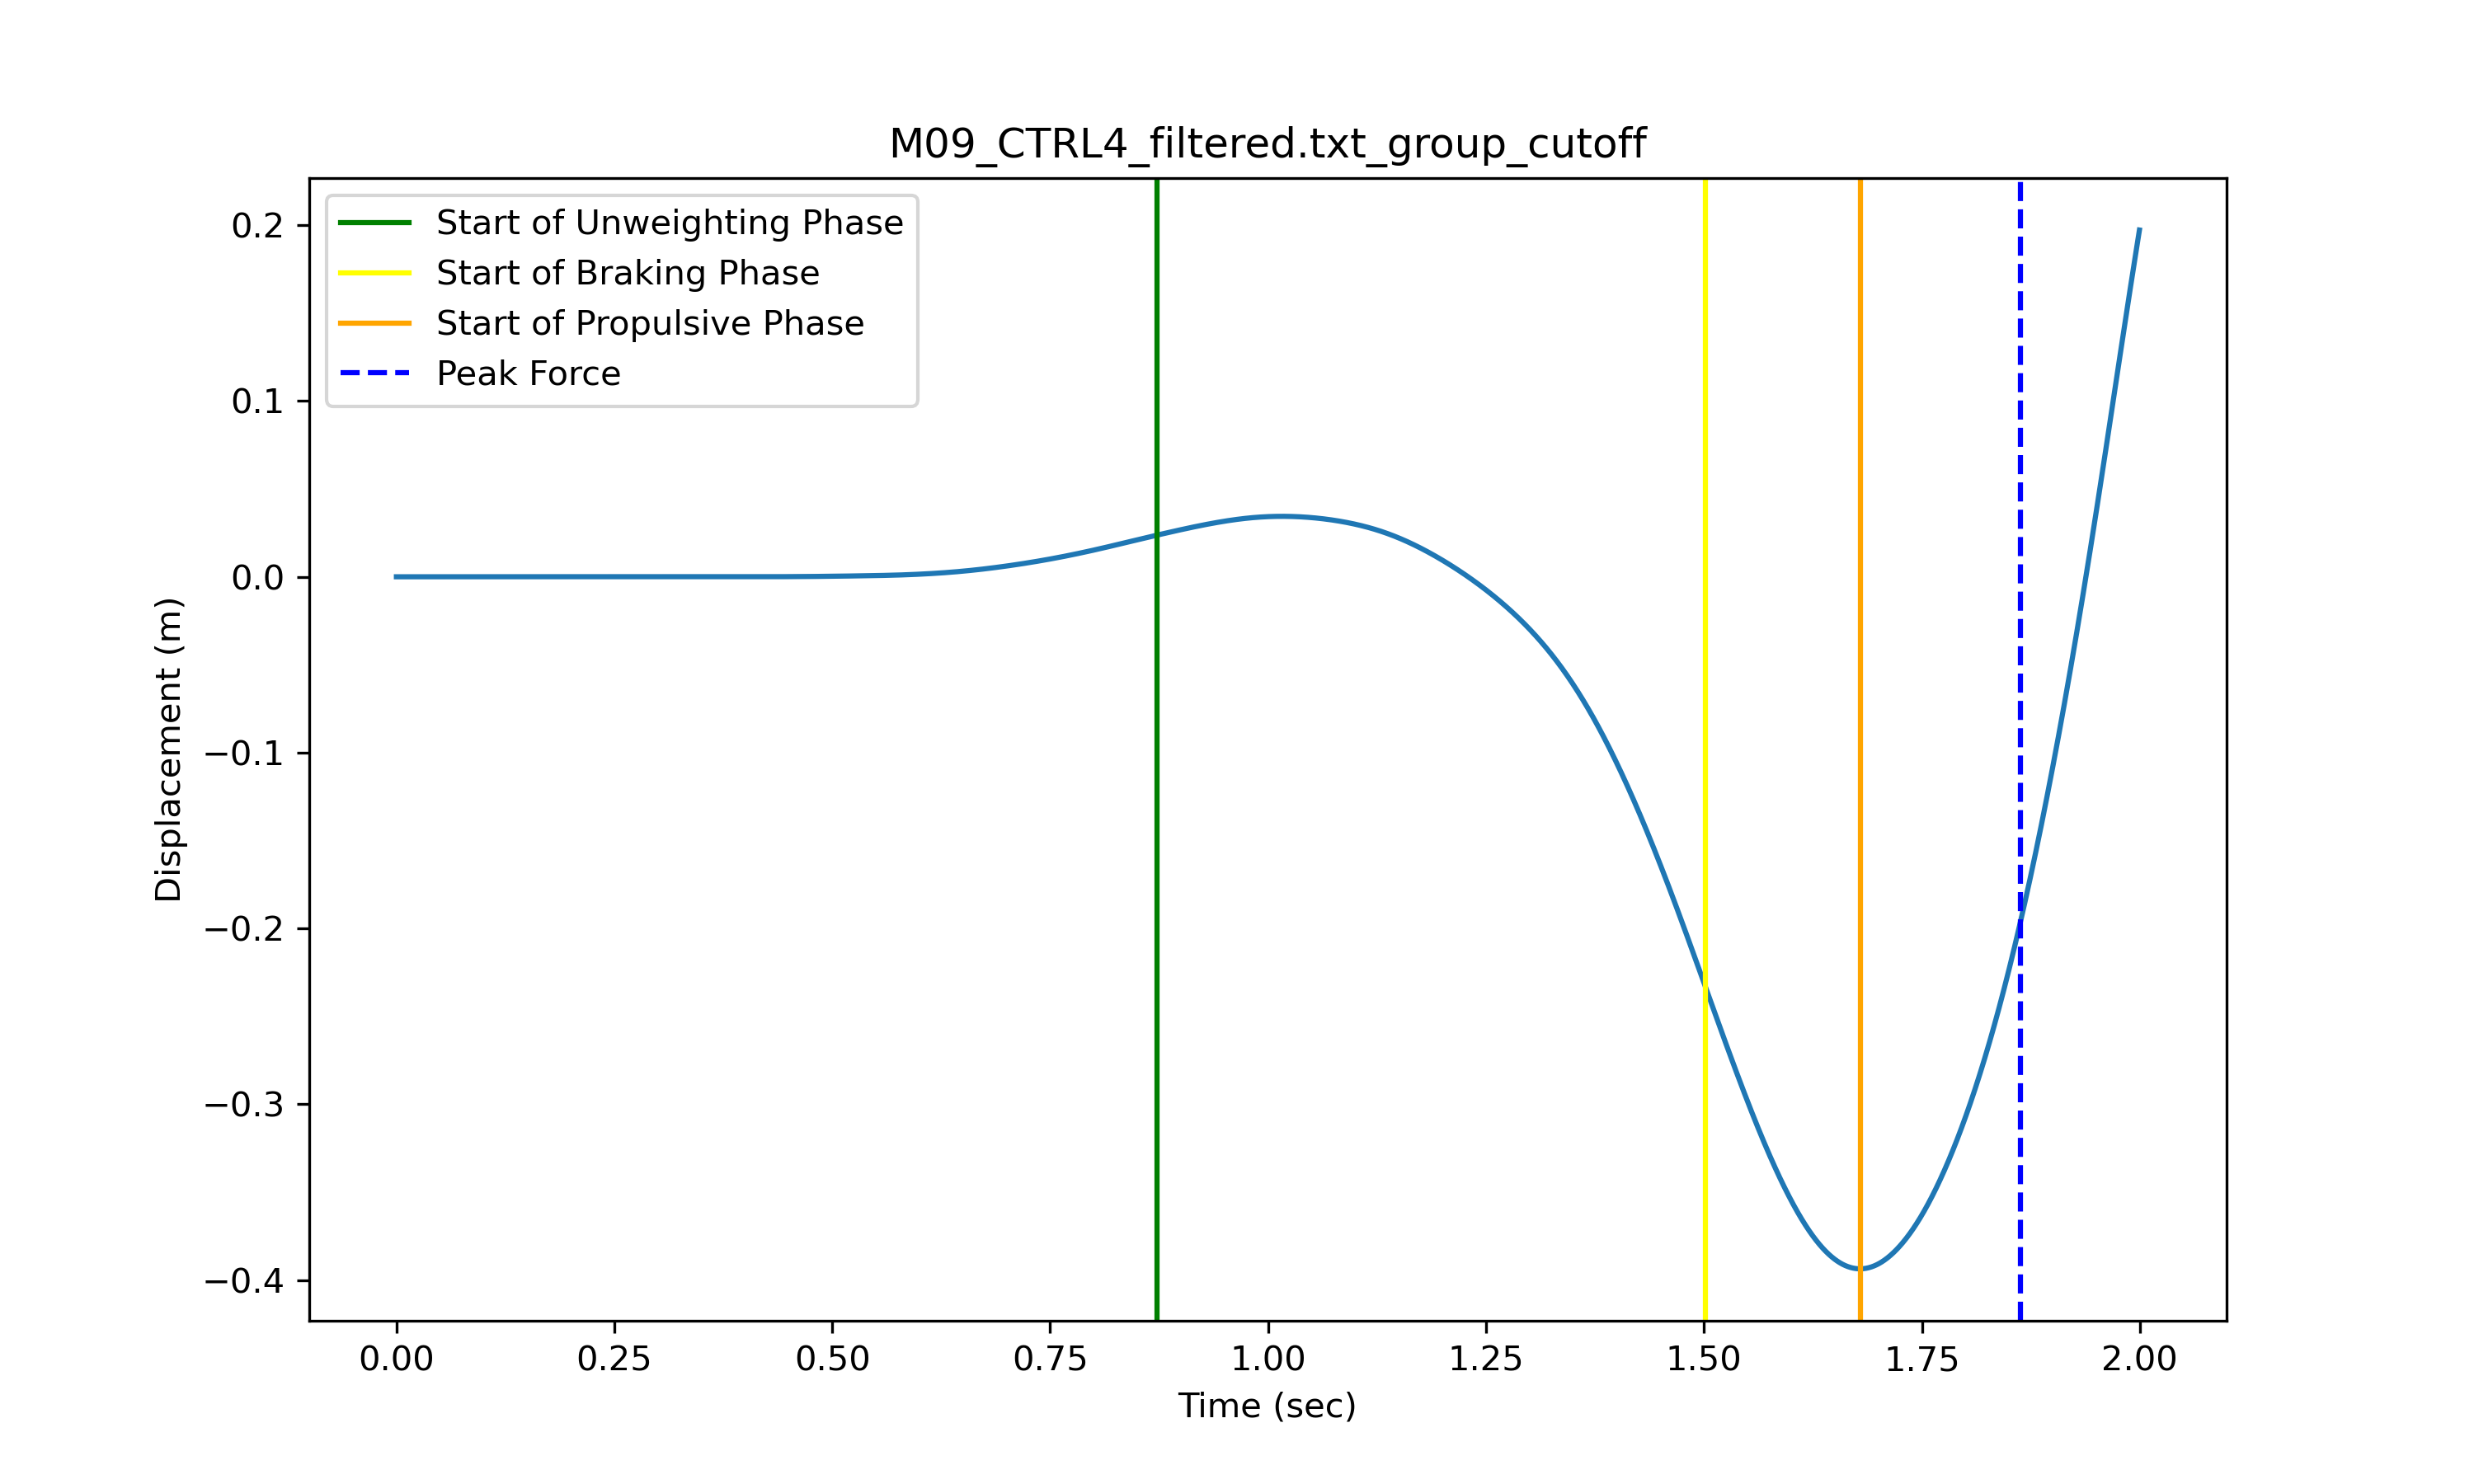 M09_CTRL4_filtered.txt_group_cutoff
Start of Unweighting Phase
Start of Braking Phase
Start of Propulsive Phase
Peak Force
0.2
0.1
0.0
−0.1
−0.2
−0.3
−0.4
Displacement (m)
0.00 0.25 0.50 0.75 1.00 1.25 1.50 1.75 2.00
Time (sec)